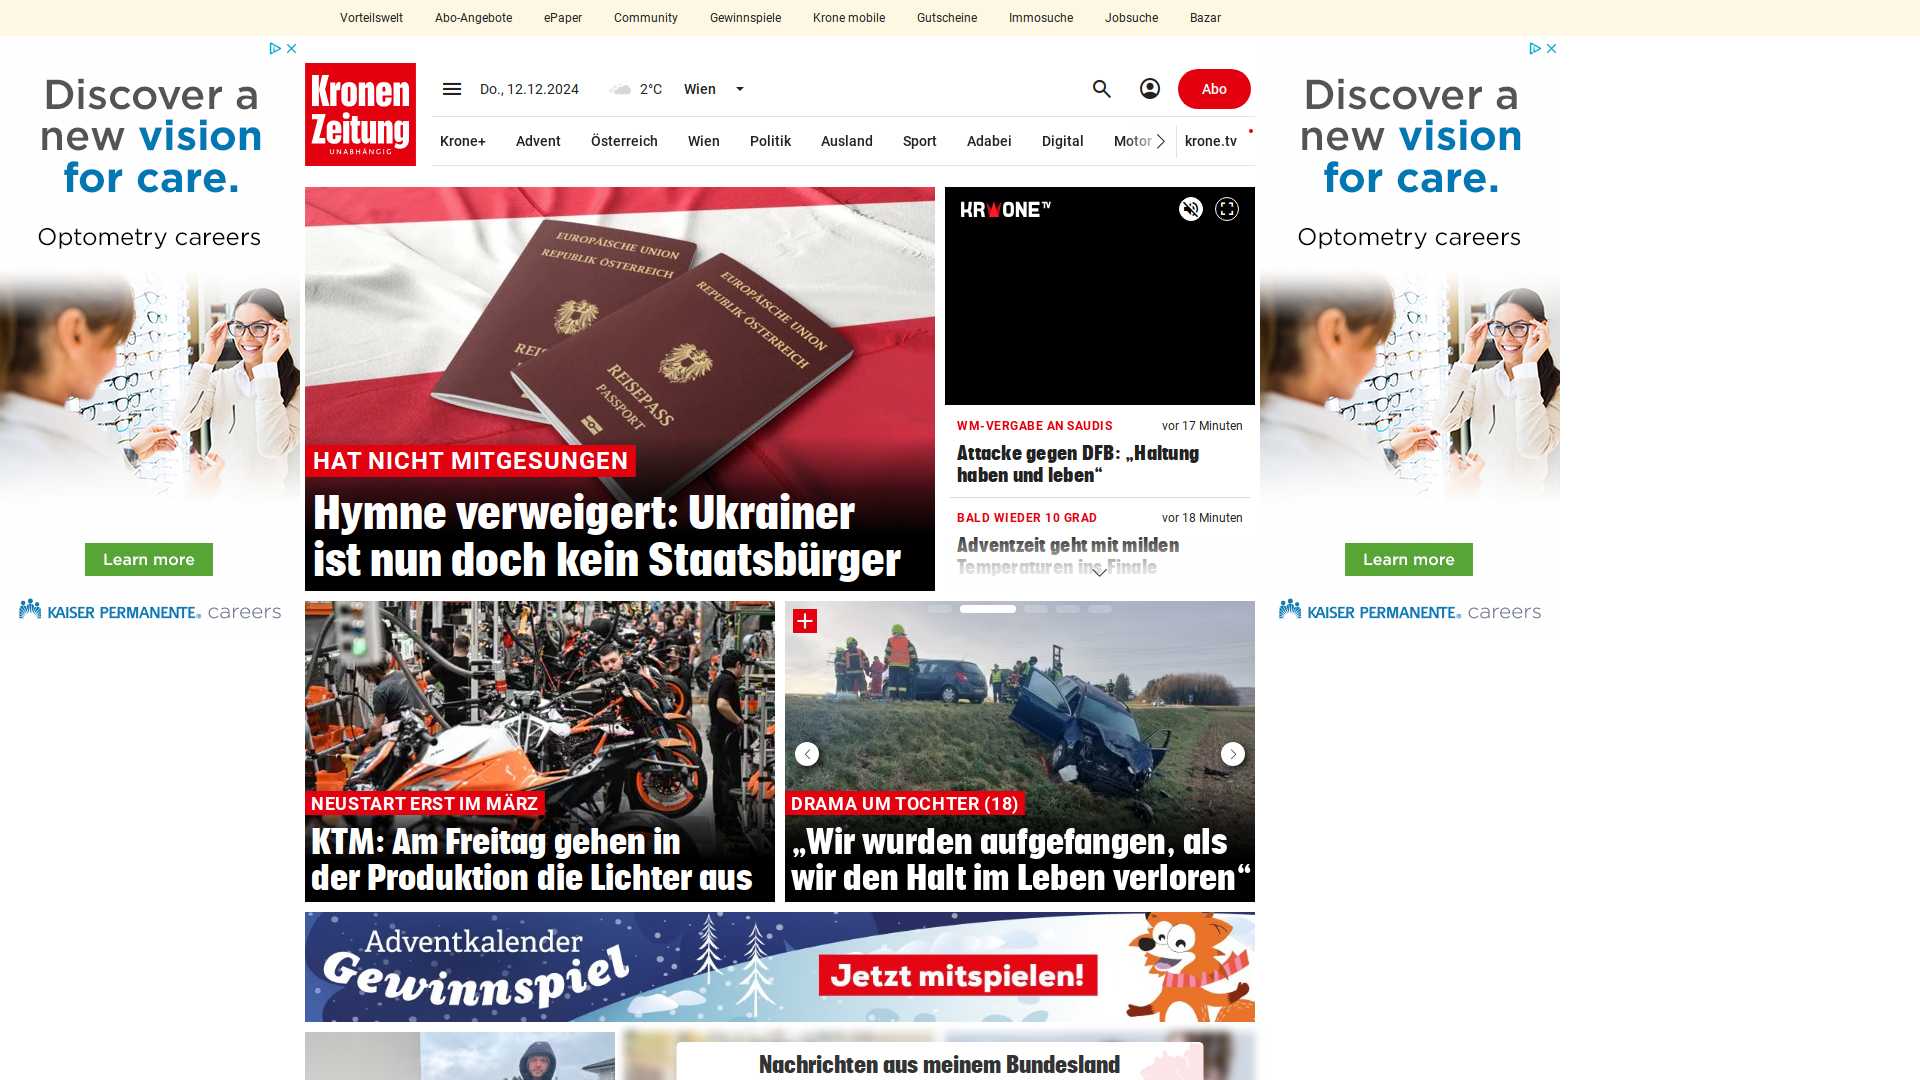 Vorteilswelt Abo-Angebote ePaper Community Gewinnspiele Krone mobile Gutscheine Immosuche Jobsuche Bazar
Discover a
new vision
for care.
Optometry careers
Learn more
KAISER PERMANENTE® careers
Kronen
Zeitung
UNABHÄNGIG
Do., 12.12.2024 2°C Wien
Abo
Krone+ Advent Österreich Wien Politik Ausland Sport Adabei Digital Motor krone.tv
EUROPÄISCHE UNION
REPUBLIK ÖSTERREICH
EUROPÄISCHE UNION
REPUBLIK ÖSTERREICH
REISEPASS
PASSPORT
HAT NICHT MITGESUNGEN
Hymne verweigert: Ukrainer
ist nun doch kein Staatsbürger
KRONE TV
WM-VERGABE AN SAUDIS vor 17 Minuten
Attacke gegen DFB: „Haltung
haben und leben“
BALD WIEDER 10 GRAD vor 18 Minuten
Adventzeit geht mit milden
Temperaturen ins Finale
NEUSTART ERST IM MÄRZ
KTM: Am Freitag gehen in
der Produktion die Lichter aus
DRAMA UM TOCHTER (18)
„Wir wurden aufgefangen, als
wir den Halt im Leben verloren“
Adventkalender
Gewinnspiel
Jetzt mitspielen!
Nachrichten aus meinem Bundesland
Discover a
new vision
for care.
Optometry careers
Learn more
KAISER PERMANENTE® careers